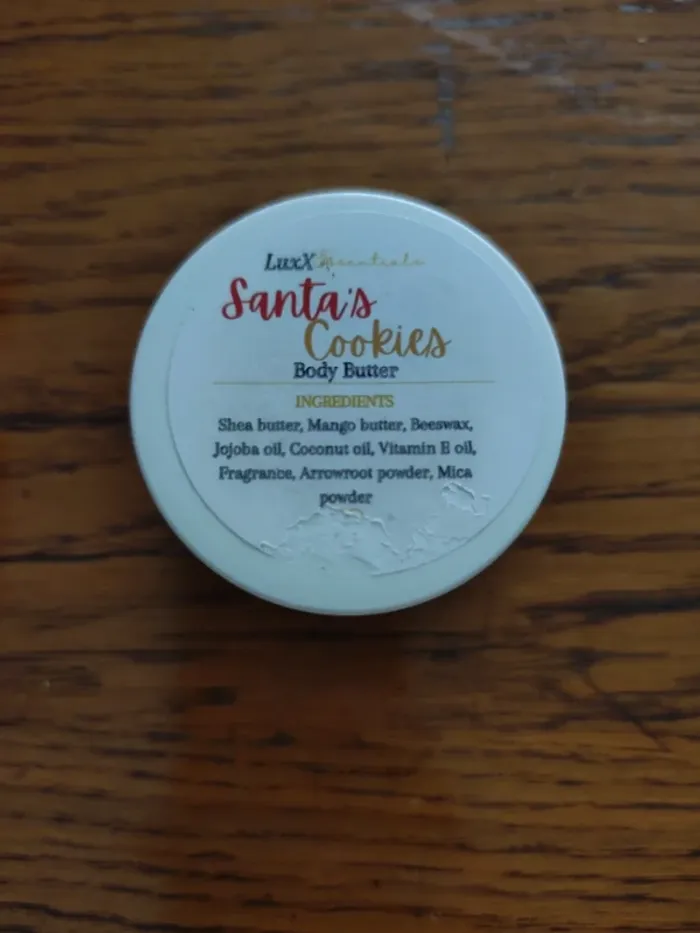 LuxXEssentials
Santa's
Cookies
Body Butter
INGREDIENTS
Shea butter, Mango butter, Beeswax,
Jojoba oil, Coconut oil, Vitamin E oil,
Fragrance, Arrowroot powder, Mica
powder